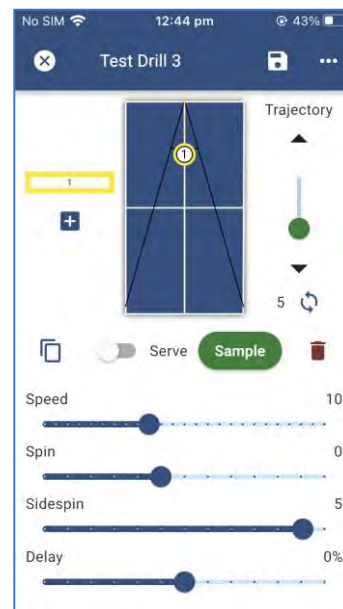 No SIM 12:44 pm 43%
Test Drill 3
Trajectory
1
1
5
Serve Sample
Speed 10
Spin 0
Sidespin 5
Delay 0%